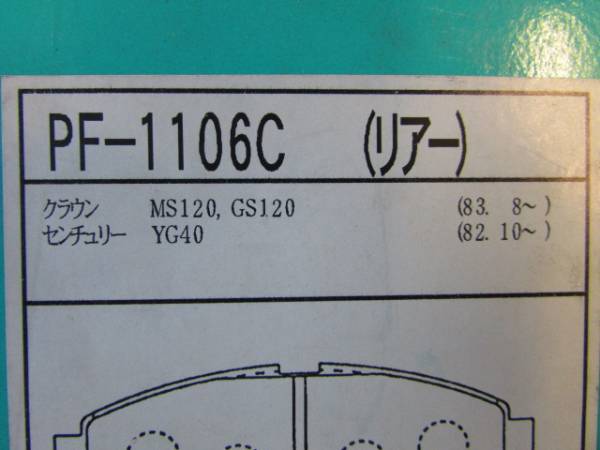 PF-1106C (リアー)
クラウン MS120, GS120 (83. 8~)
センチュリー YG40 (82. 10~)